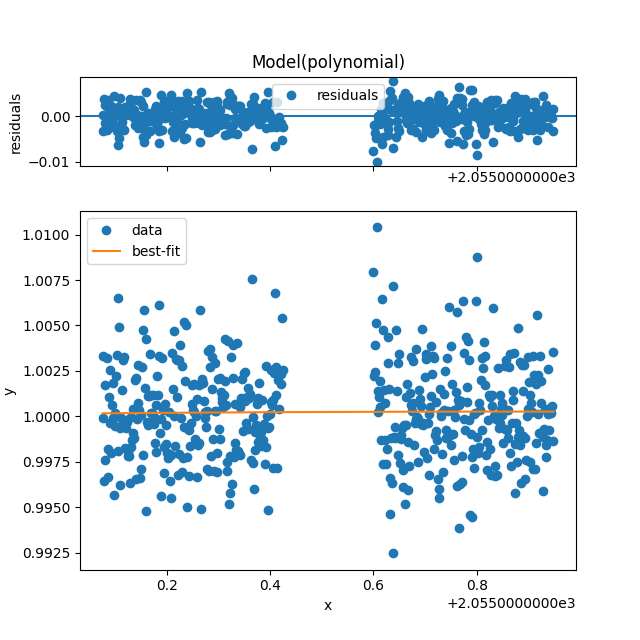 Model(polynomial)
residuals
0.00
−0.01
residuals
+2.0550000000e3
data
best-fit
1.0100
1.0075
1.0050
1.0025
1.0000
0.9975
0.9950
0.9925
y
0.2
0.4
0.6
0.8
x
+2.0550000000e3